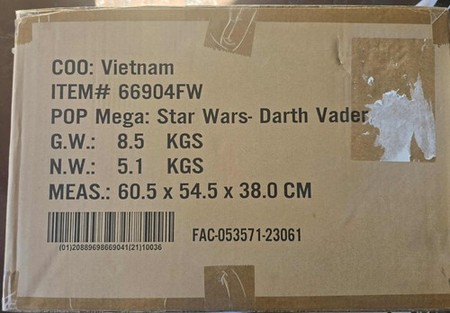 COO: Vietnam
ITEM# 66904FW
POP Mega: Star Wars- Darth Vader
G.W.: 8.5 KGS
N.W.: 5.1 KGS
MEAS.: 60.5 x 54.5 x 38.0 CM
FAC-053571-23061
(01)20889698669041(21)10036